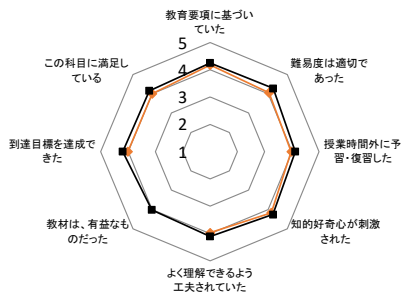 教育要項に基づい
ていた
難易度は適切で
あった
授業時間外に予
習・復習した
知的好奇心が刺激
された
よく理解できるよう
工夫されていた
教材は、有益なも
のだった
到達目標を達成で
きた
この科目に満足し
ている
5
4
3
2
1